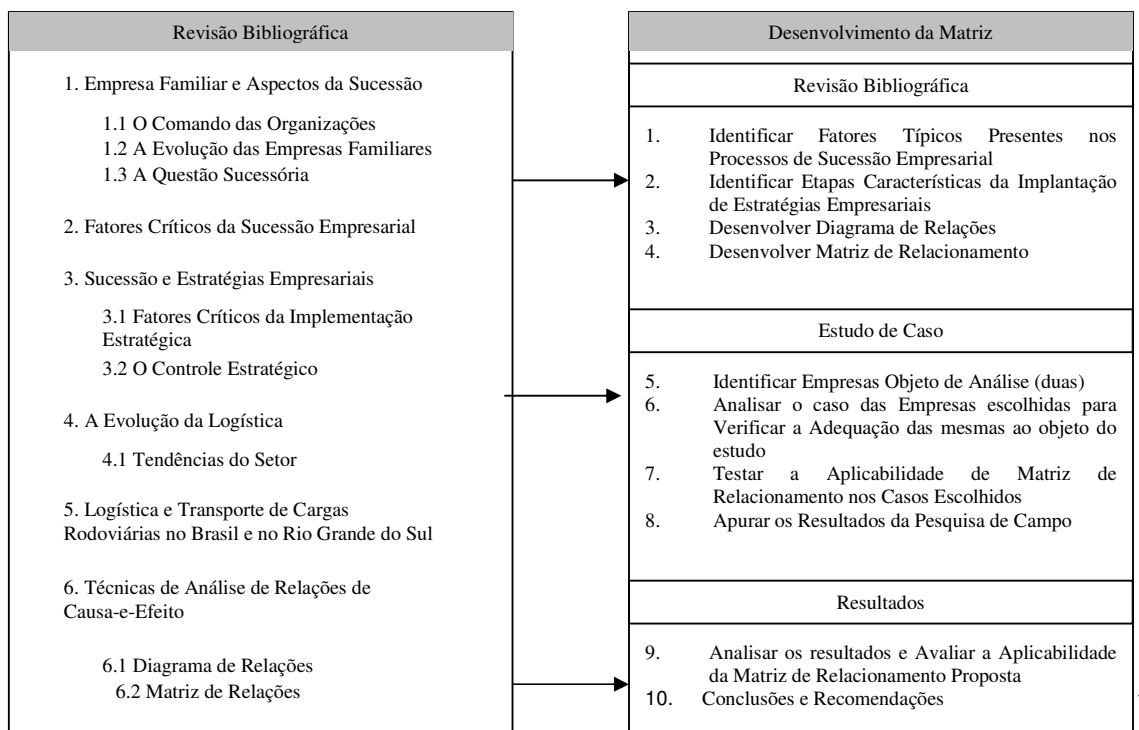 Revisão Bibliográfica
1. Empresa Familiar e Aspectos da Sucessão
1.1 O Comando das Organizações
1.2 A Evolução das Empresas Familiares
1.3 A Questão Sucessória
2. Fatores Críticos da Sucessão Empresarial
3. Sucessão e Estratégias Empresariais
3.1 Fatores Críticos da Implementação
Estratégica
3.2 O Controle Estratégico
4. A Evolução da Logística
4.1 Tendências do Setor
5. Logística e Transporte de Cargas
Rodoviárias no Brasil e no Rio Grande do Sul
6. Técnicas de Análise de Relações de
Causa-e-Efeito
6.1 Diagrama de Relações
6.2 Matriz de Relações
Desenvolvimento da Matriz
Revisão Bibliográfica
1. Identificar Fatores Típicos Presentes nos
Processos de Sucessão Empresarial
2. Identificar Etapas Características da Implantação
de Estratégias Empresariais
3. Desenvolver Diagrama de Relações
4. Desenvolver Matriz de Relacionamento
Estudo de Caso
5. Identificar Empresas Objeto de Análise (duas)
6. Analisar o caso das Empresas escolhidas para
Verificar a Adequação das mesmas ao objeto do
estudo
7. Testar a Aplicabilidade de Matriz de
Relacionamento nos Casos Escolhidos
8. Apurar os Resultados da Pesquisa de Campo
Resultados
9. Analisar os resultados e Avaliar a Aplicabilidade
da Matriz de Relacionamento Proposta
10. Conclusões e Recomendações